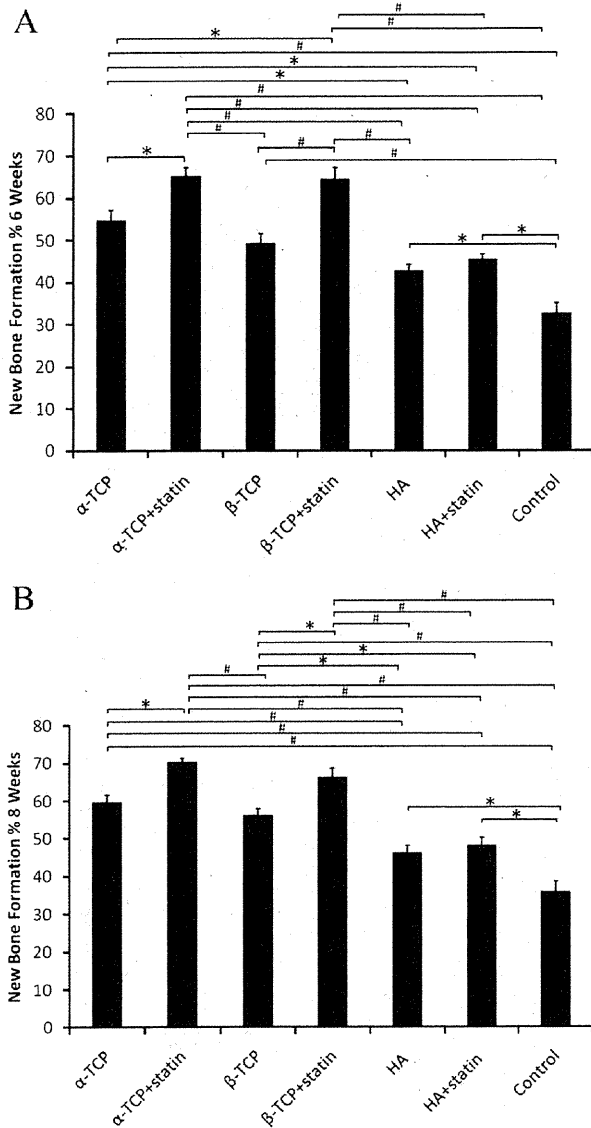 A
#
#
*
#
*
*
#
#
#
#
#
#
#
*
*
*
New Bone Formation % 6 Weeks
80
70
60
50
40
30
20
10
0
α-TCP
α-TCP+statin
β-TCP
β-TCP+statin
HA
HA+statin
Control
B
#
#
#
*
#
*
*
#
#
#
#
*
#
#
#
*
*
New Bone Formation % 8 Weeks
80
70
60
50
40
30
20
10
0
α-TCP
α-TCP+statin
β-TCP
β-TCP+statin
HA
HA+statin
Control